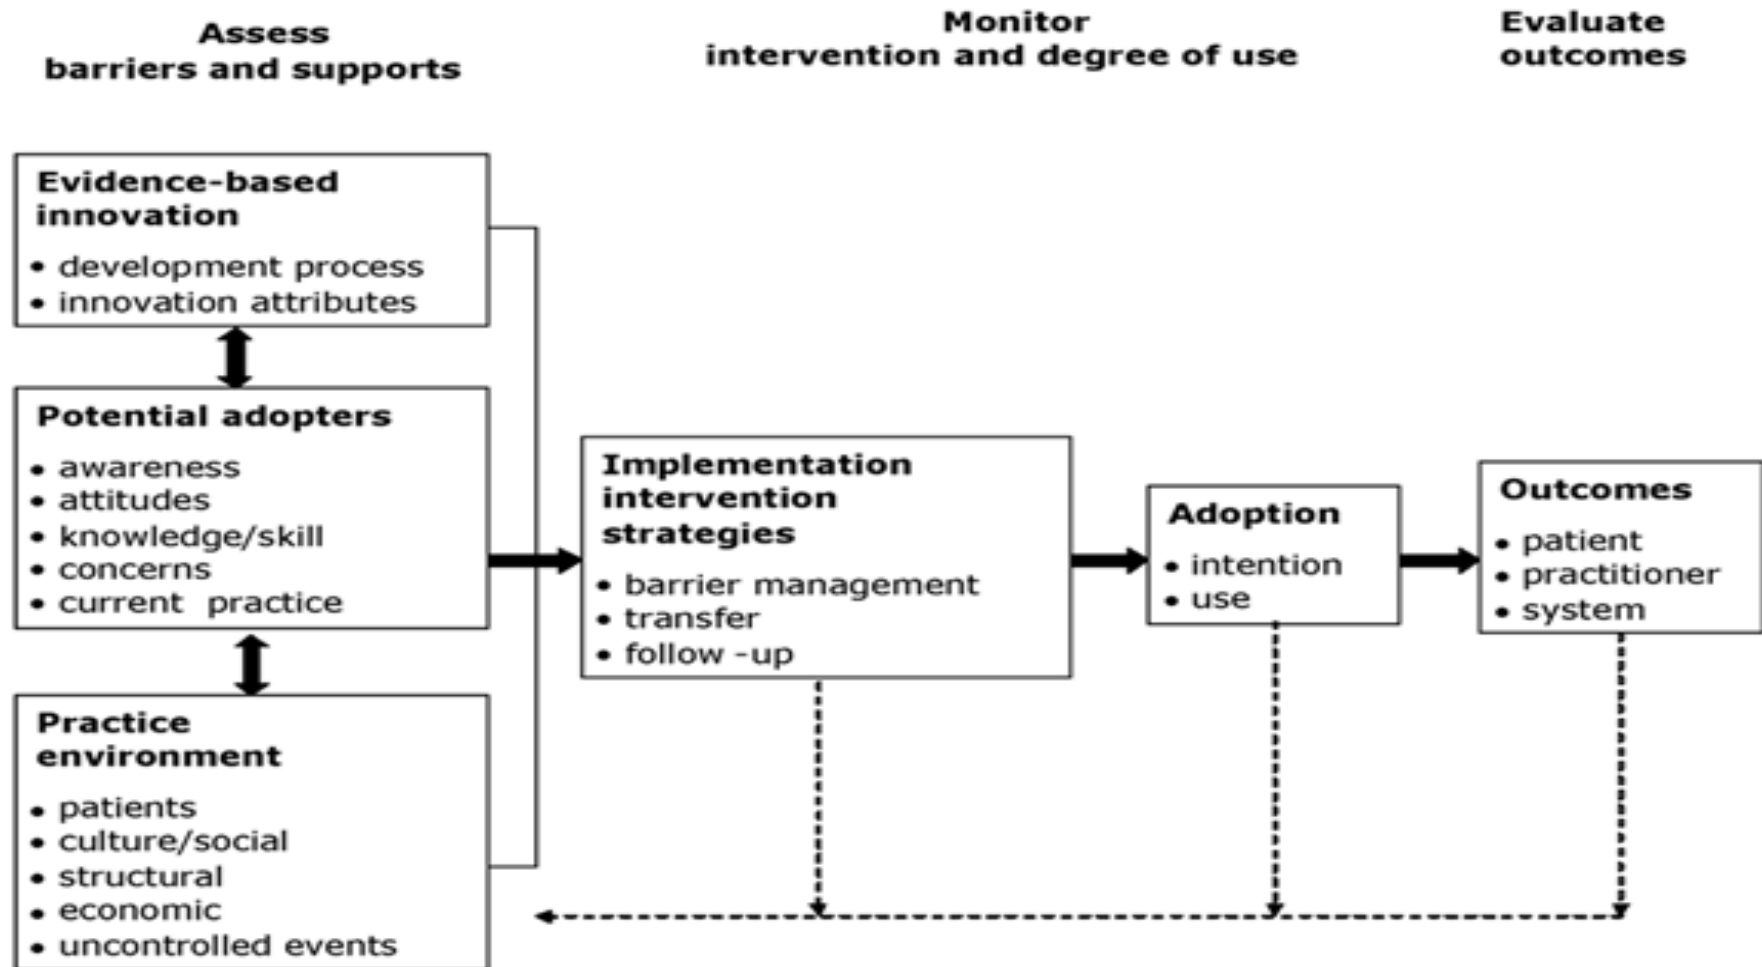 Assess
barriers and supports
Monitor
intervention and degree of use
Evaluate
outcomes
Evidence-based
innovation
• development process
• innovation attributes
Potential adopters
• awareness
• attitudes
• knowledge/skill
• concerns
• current practice
Practice
environment
• patients
• culture/social
• structural
• economic
• uncontrolled events
Implementation
intervention
strategies
• barrier management
• transfer
• follow -up
Adoption
• intention
• use
Outcomes
• patient
• practitioner
• system